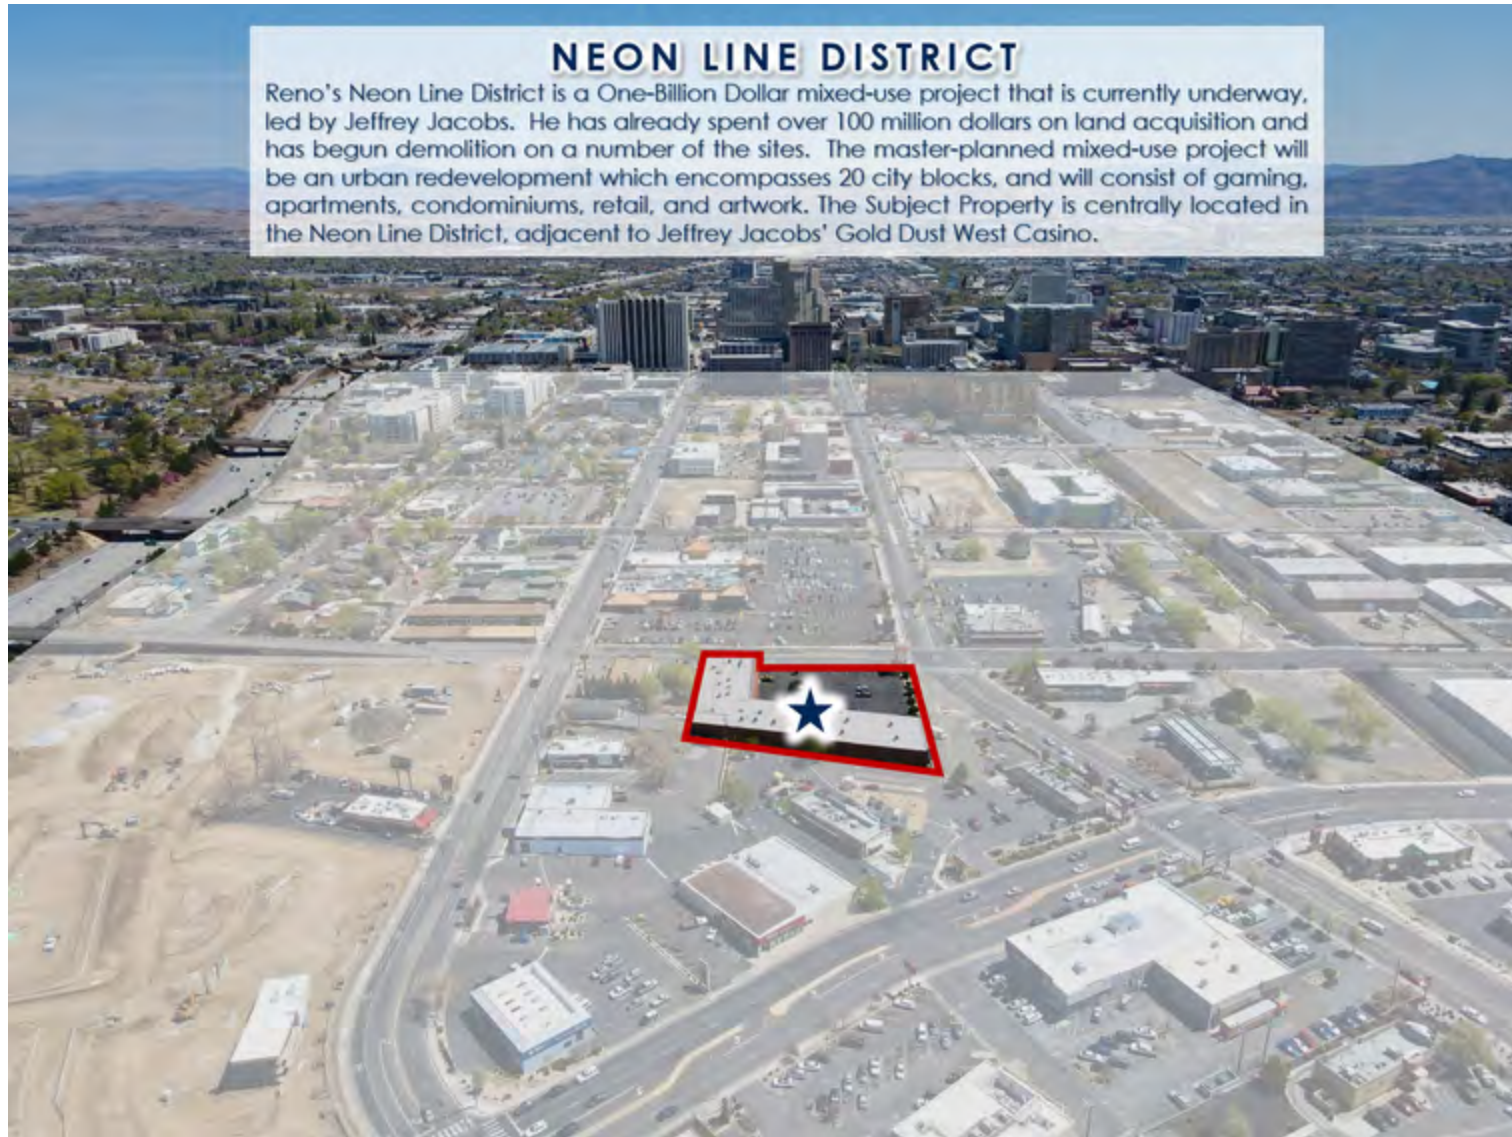 NEON LINE DISTRICT
Reno's Neon Line District is a One-Billion Dollar mixed-use project that is currently underway,
led by Jeffrey Jacobs.  He has already spent over 100 million dollars on land acquisition and
has begun demolition on a number of the sites.  The master-planned mixed-use project will
be an urban redevelopment which encompasses 20 city blocks, and will consist of gaming,
apartments, condominiums, retail, and artwork. The Subject Property is centrally located in
the Neon Line District, adjacent to Jeffrey Jacobs' Gold Dust West Casino.